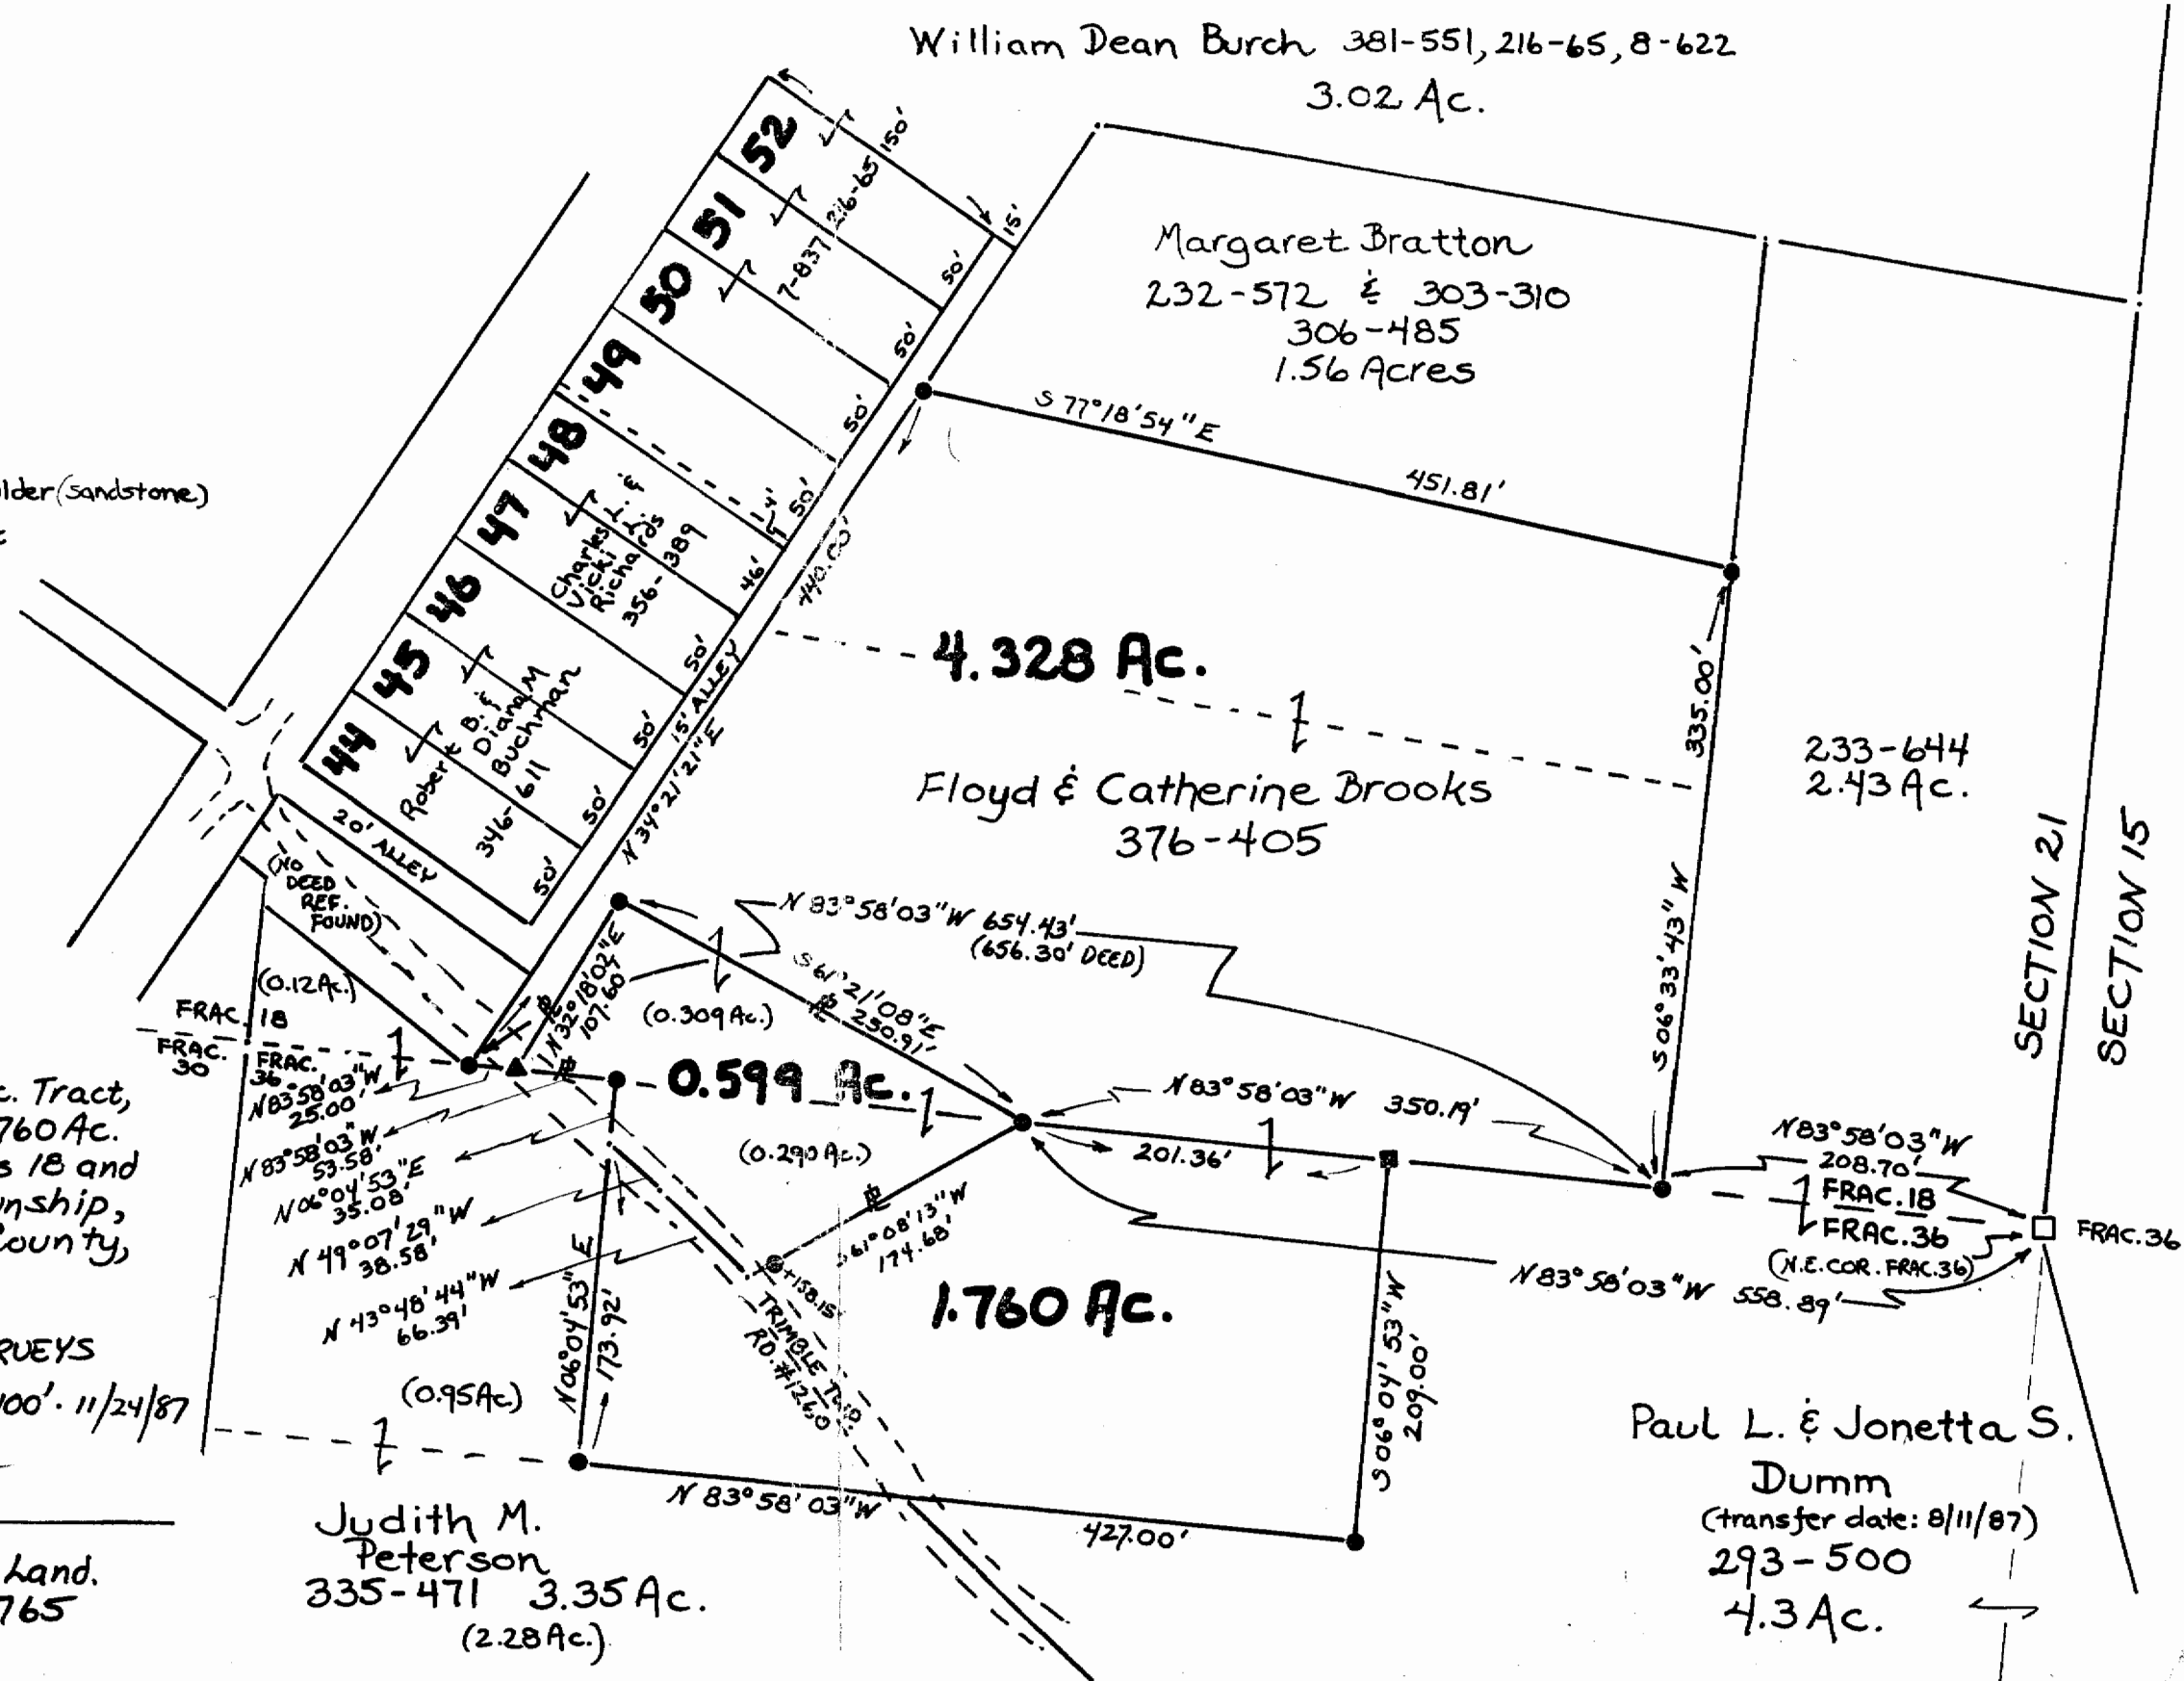 William Dean Burch 381-551, 216-65, 8-622
3.02 Ac.
52
51
50
49
48
47
46
45
44
7-837 216-65 150'
15'
50'
50'
50'
50'
4'
46'
50'
50'
50'
50'
Charles L. &
Vicki
Richards
356-389
Robert B. &
Diana M
Buchman
346-611
15' ALLEY
N 34°21'21"E
440.00'
20' ALLEY
Margaret Bratton
232-572 & 303-310
306-485
1.56 Acres
S 77°18'54"E
451.81'
4.328 Ac.
335.00'
S 06°33'43"W
Floyd & Catherine Brooks
376-405
233-644
2.43 Ac.
SECTION 21
SECTION 15
lder (sandstone)
(NO
DEED
REF.
FOUND)
(0.12Ac.)
FRAC. 18
FRAC.
30
FRAC.
36
N 83°58'03"W
25.00'
N 83°58'03"W
53.58'
N 06°04'53"E
35.08'
N 49°07'29"W
38.58'
N 43°48'44"W
66.39'
N 32°18'02"E
107.60'
N 83°58'03"W 654.43'
(656.30' DEED)
S 61°21'08"E
250.91'
(0.309 Ac.)
0.599 Ac.
(0.290 Ac.)
N 83°58'03"W 350.19'
201.36'
N 83°58'03"W
208.70'
FRAC. 18
FRAC. 36
(N.E. COR. FRAC. 36)
FRAC. 36
N 83°58'03"W 558.89'
S 61°08'13"W
174.68'
+158.15'
1.760 Ac.
TRIMBLE TWP.
RD. #1260
N 06°04'53"E
173.92'
S 06°04'53"W
209.00'
(0.95Ac)
N 83°58'03"W
427.00'
c. Tract,
760 Ac.
s 18 and
nship,
County,
RVEYS
100'. 11/24/87
Land.
765
Judith M.
Peterson
335-471 3.35 Ac.
(2.28 Ac.)
Paul L. & Jonetta S.
Dumm
(transfer date: 8/11/87)
293-500
4.3 Ac.